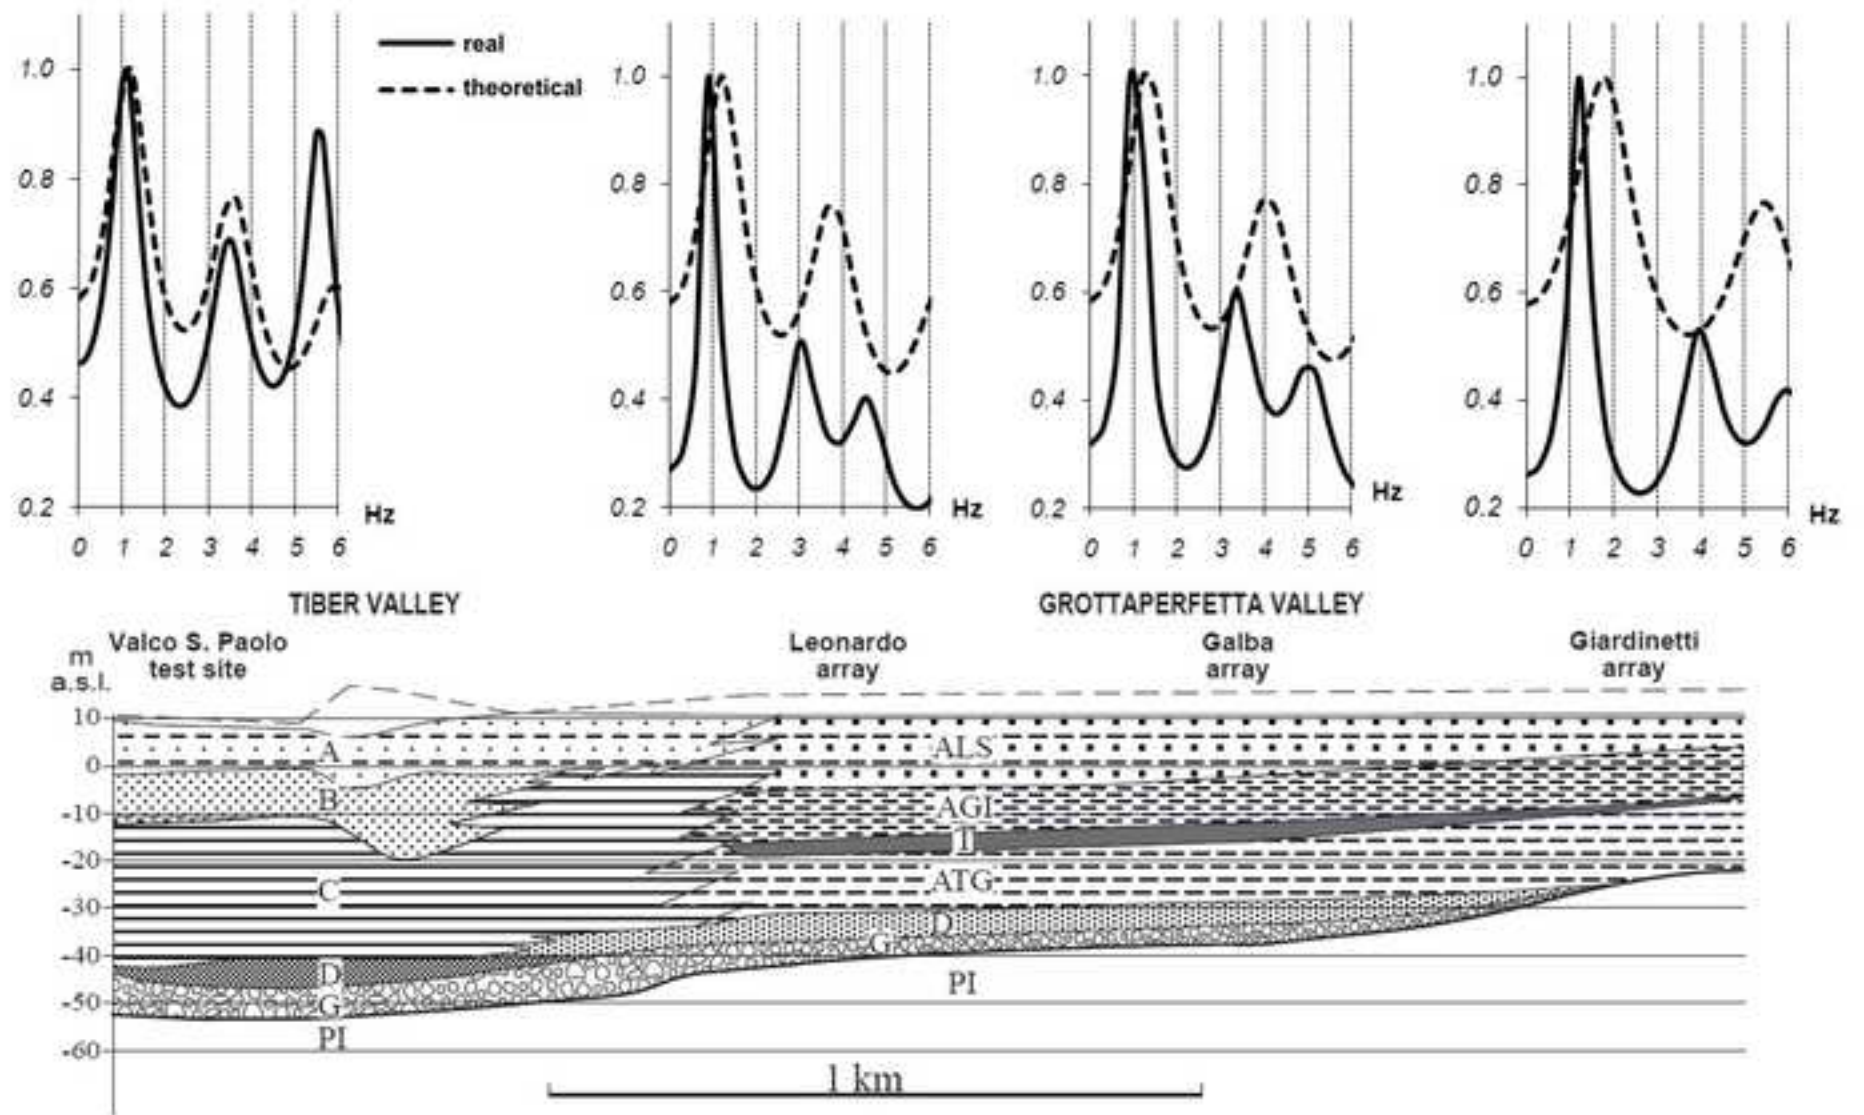 real
theoretical
1.0
0.8
0.6
0.4
0.2
0 1 2 3 4 5 6
Hz
1.0
0.8
0.6
0.4
0.2
0 1 2 3 4 5 6
Hz
1.0
0.8
0.6
0.4
0.2
0 1 2 3 4 5 6
Hz
1.0
0.8
0.6
0.4
0.2
0 1 2 3 4 5 6
Hz
TIBER VALLEY
GROTTAPERFETTA VALLEY
Valco S. Paolo
test site
Leonardo
array
Galba
array
Giardinetti
array
m
a.s.l.
10
0
-10
-20
-30
-40
-50
-60
A
B
C
D
G
PI
ALS
AGI
T
ATG
D
G
PI
1 km